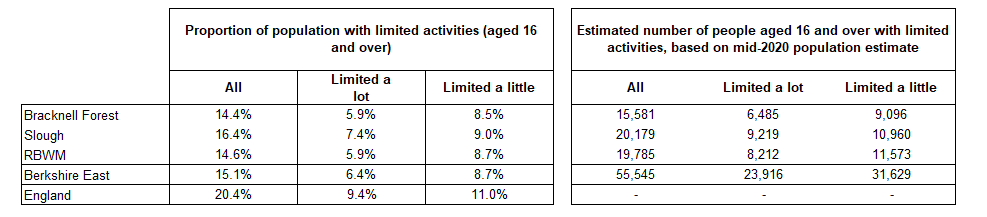 Proportion of population with limited activities (aged 16 and over)
Estimated number of people aged 16 and over with limited activities, based on mid-2020 population estimate
All Limited a lot Limited a little All Limited a lot Limited a little
Bracknell Forest 14.4% 5.9% 8.5% 15,581 6,485 9,096
Slough 16.4% 7.4% 9.0% 20,179 9,219 10,960
RBWM 14.6% 5.9% 8.7% 19,785 8,212 11,573
Berkshire East 15.1% 6.4% 8.7% 55,545 23,916 31,629
England 20.4% 9.4% 11.0% - - -